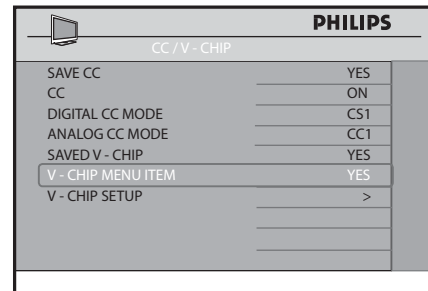 PHILIPS
CC / V - CHIP
SAVE CC YES
CC ON
DIGITAL CC MODE CS1
ANALOG CC MODE CC1
SAVED V - CHIP YES
V - CHIP MENU ITEM YES
V - CHIP SETUP >